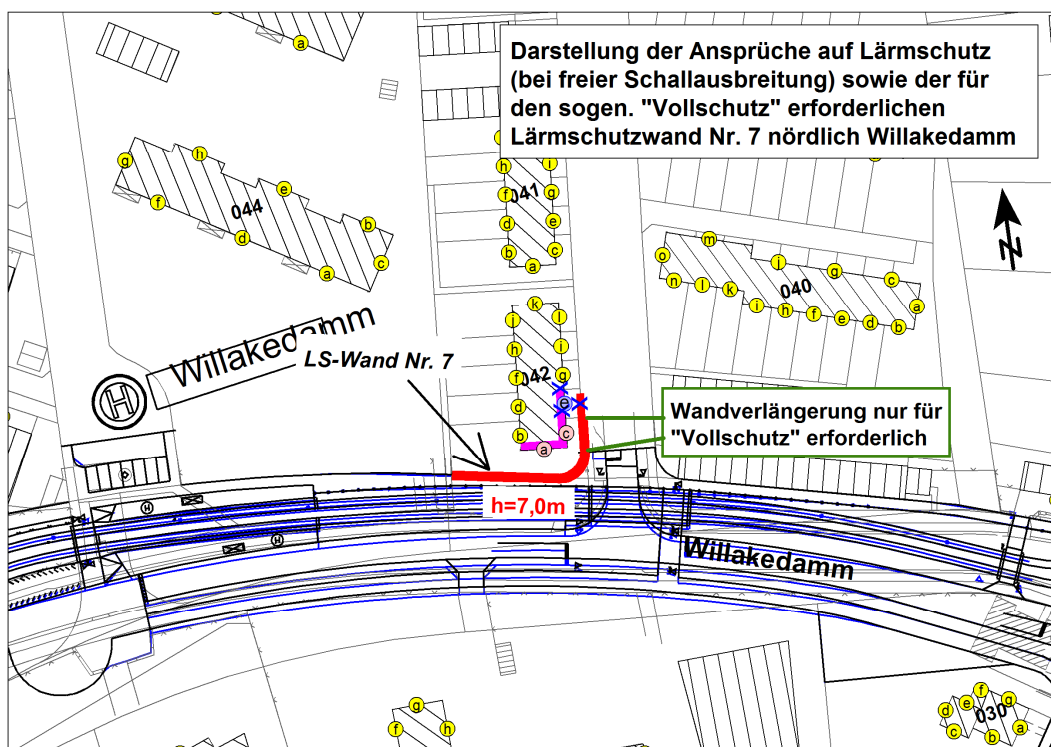 Darstellung der Ansprüche auf Lärmschutz
(bei freier Schallausbreitung) sowie der für
den sogen. "Vollschutz" erforderlichen
Lärmschutzwand Nr. 7 nördlich Willakedamm
a
g
h
e
f
044
b
d
c
a
i
h
041
f
g
d
e
b
c
a
N
o
m
j
g
c
n
l
k
040
a
i
h
f
e
d
b
Willakedamm
H
LS-Wand Nr. 7
k
j
l
h
i
f
042
g
d
e
b
c
a
Wandverlängerung nur für
"Vollschutz" erforderlich
h=7,0m
P
H
H
Willakedamm
g
f
h
f
e
g
d
030
a
c
b